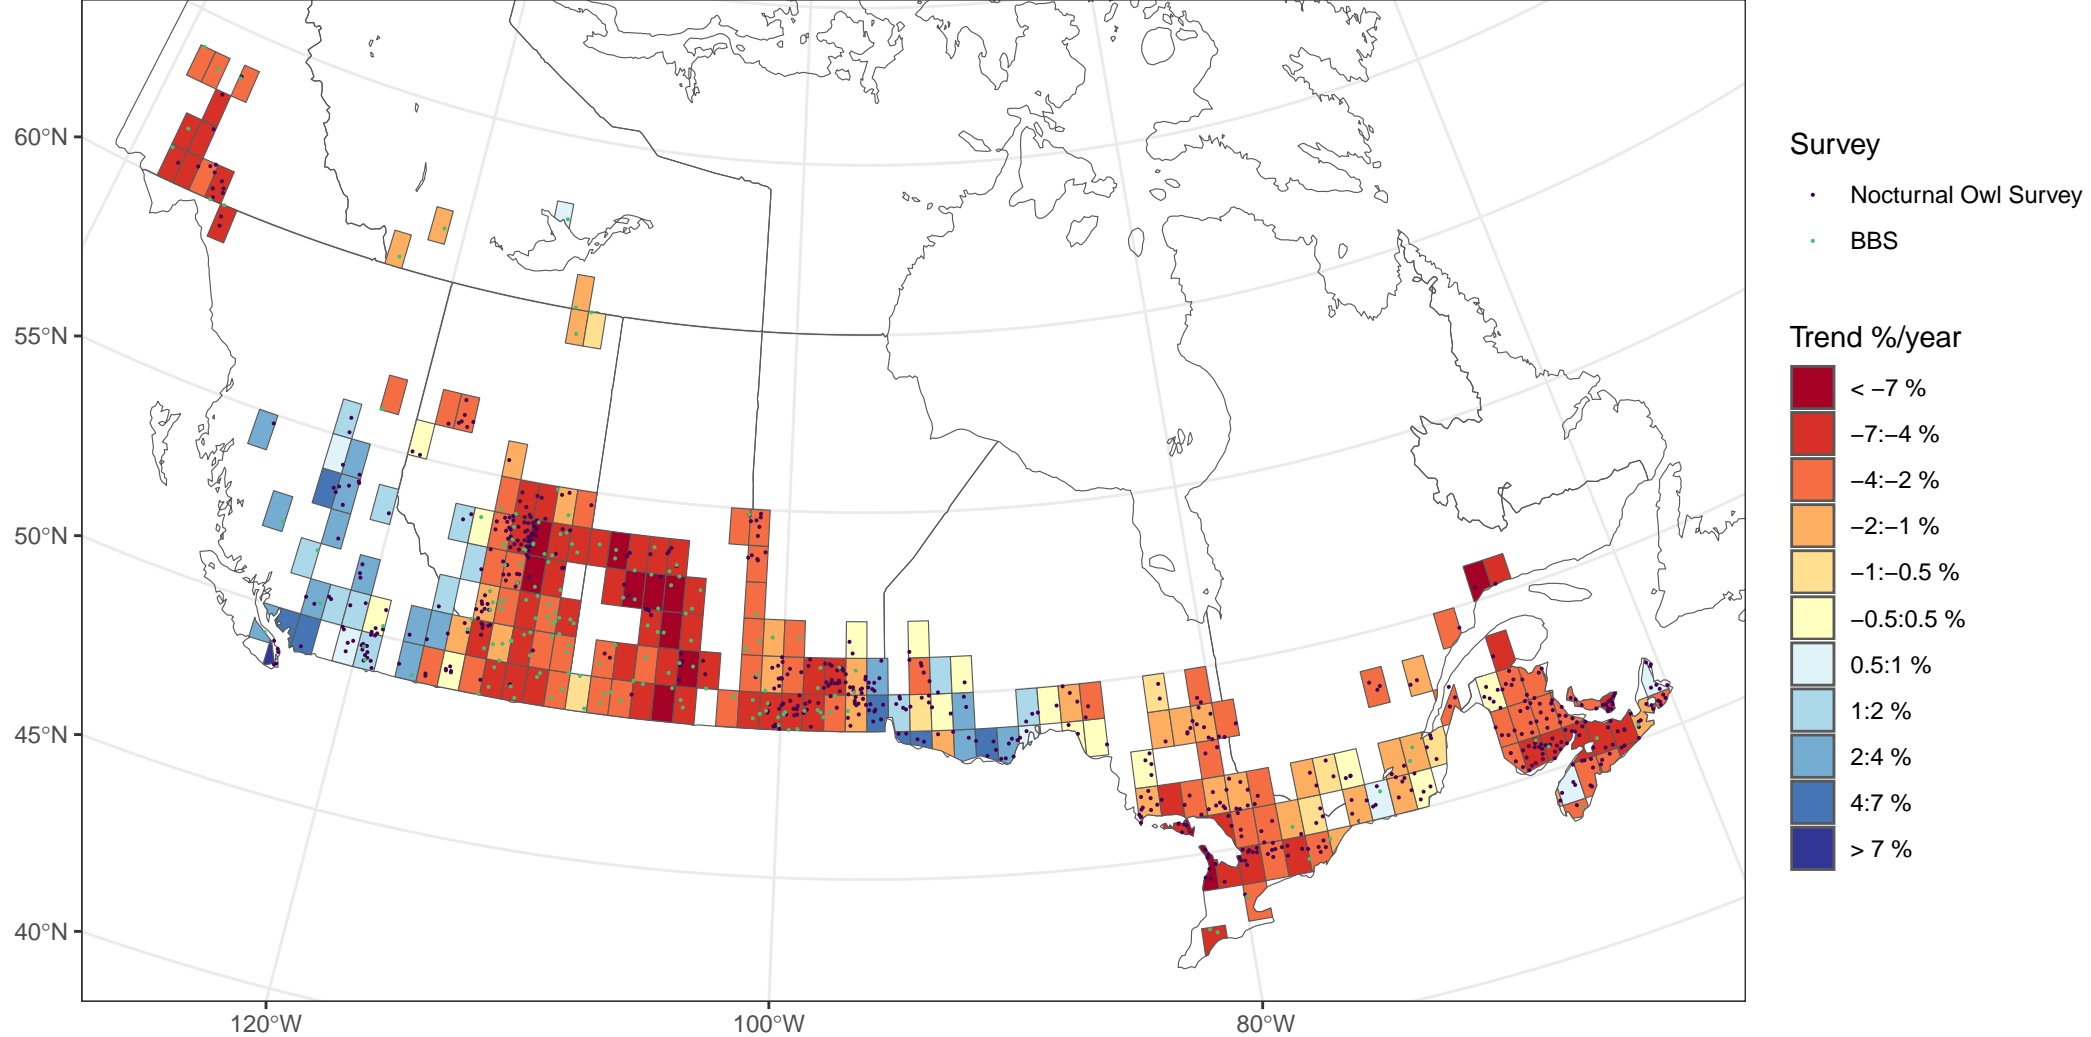 60°N
55°N
50°N
45°N
40°N
120°W
100°W
80°W
Survey
Nocturnal Owl Survey
BBS
Trend %/year
< −7 %
−7:−4 %
−4:−2 %
−2:−1 %
−1:−0.5 %
−0.5:0.5 %
0.5:1 %
1:2 %
2:4 %
4:7 %
> 7 %